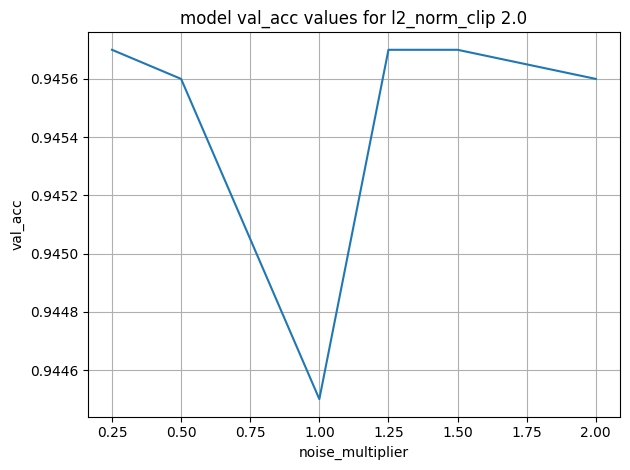 model val_acc values for l2_norm_clip 2.0
val_acc
0.9456
0.9454
0.9452
0.9450
0.9448
0.9446
0.25 0.50 0.75 1.00 1.25 1.50 1.75 2.00
noise_multiplier